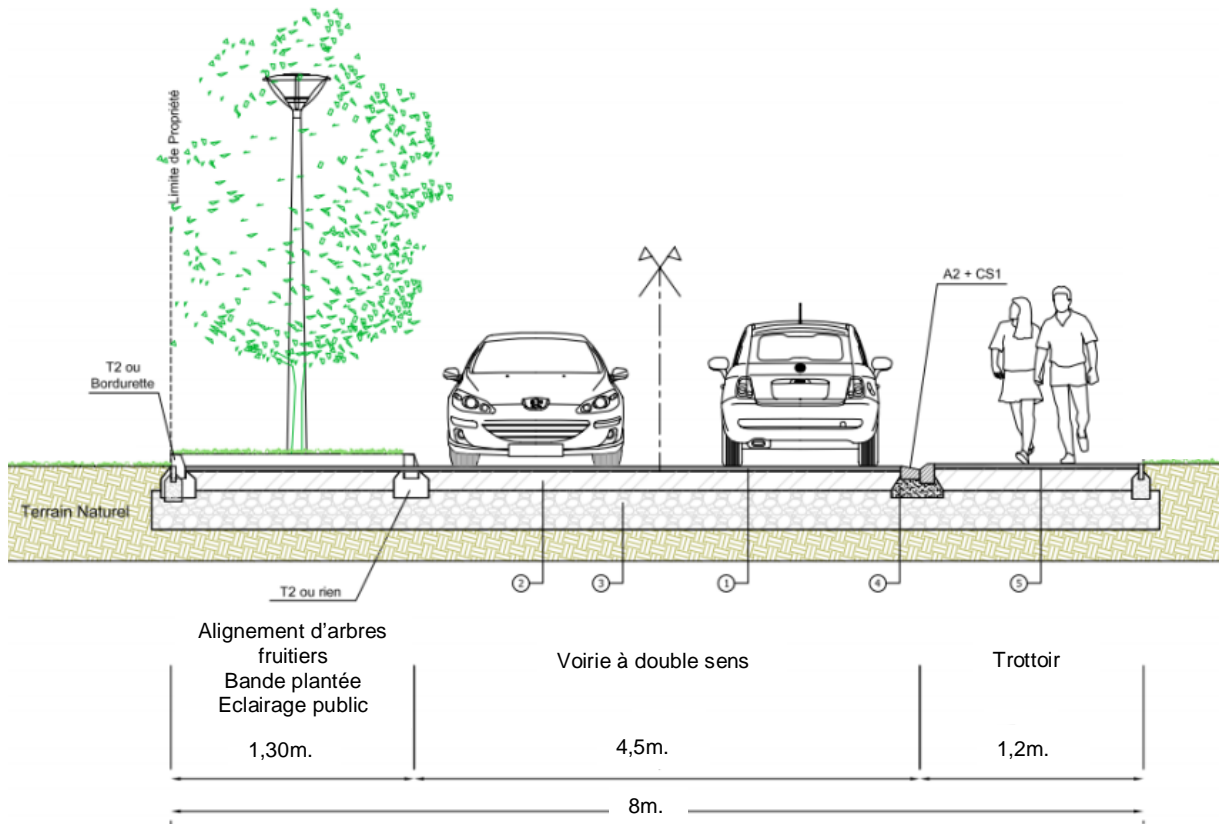 Limite de Propriété
A2 + CS1
T2 ou
Bordurette
Terrain Naturel
T2 ou rien
2
3
1
4
5
Alignement d'arbres
fruitiers
Bande plantée
Eclairage public
Voirie à double sens
Trottoir
1,30m.
4,5m.
1,2m.
8m.